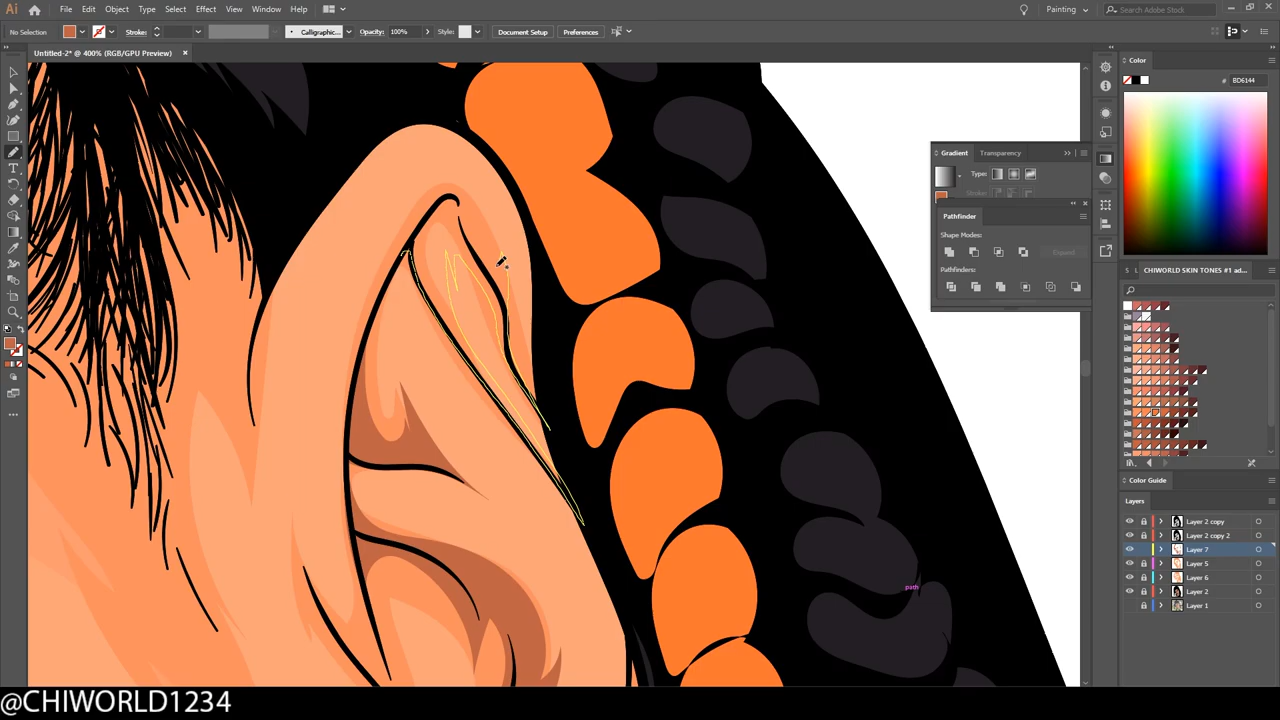 Ai File Edit Object Type Select Effect View Window Help Painting Search Adobe Stock
No Selection Stroke: Calligraphic... Opacity: 100% Style: Document Setup Preferences
Untitled-2* @ 400% (RGB/GPU Preview)
Color
# BD6144
Gradient Transparency
Type:
Stroke:
Pathfinder
Shape Modes:
Expand
Pathfinders:
S L CHIWORLD SKIN TONES #1 ad...
Color Guide
Layers
Layer 2 copy
Layer 2 copy 2
Layer 7
Layer 5
Layer 6
Layer 2
Layer 1
path
@CHIWORLD1234